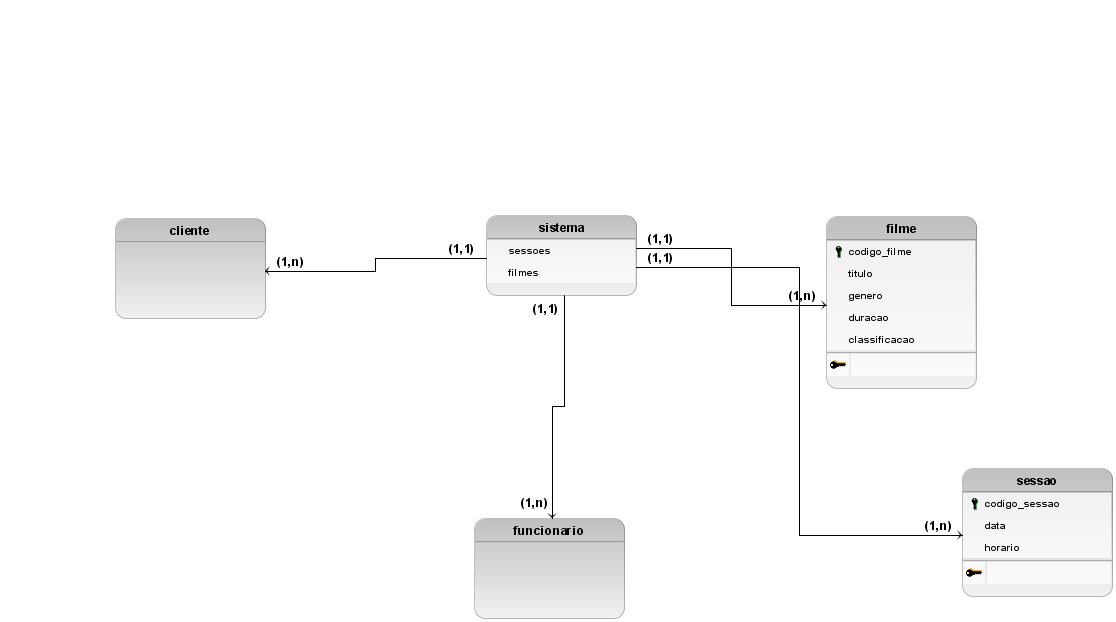 cliente
(1,n)
(1,1)
sistema
sessoes
filmes
(1,1)
(1,1)
(1,1)
(1,n)
filme
codigo_filme
titulo
genero
duracao
classificacao
(1,n)
funcionario
(1,n)
sessao
codigo_sessao
data
horario